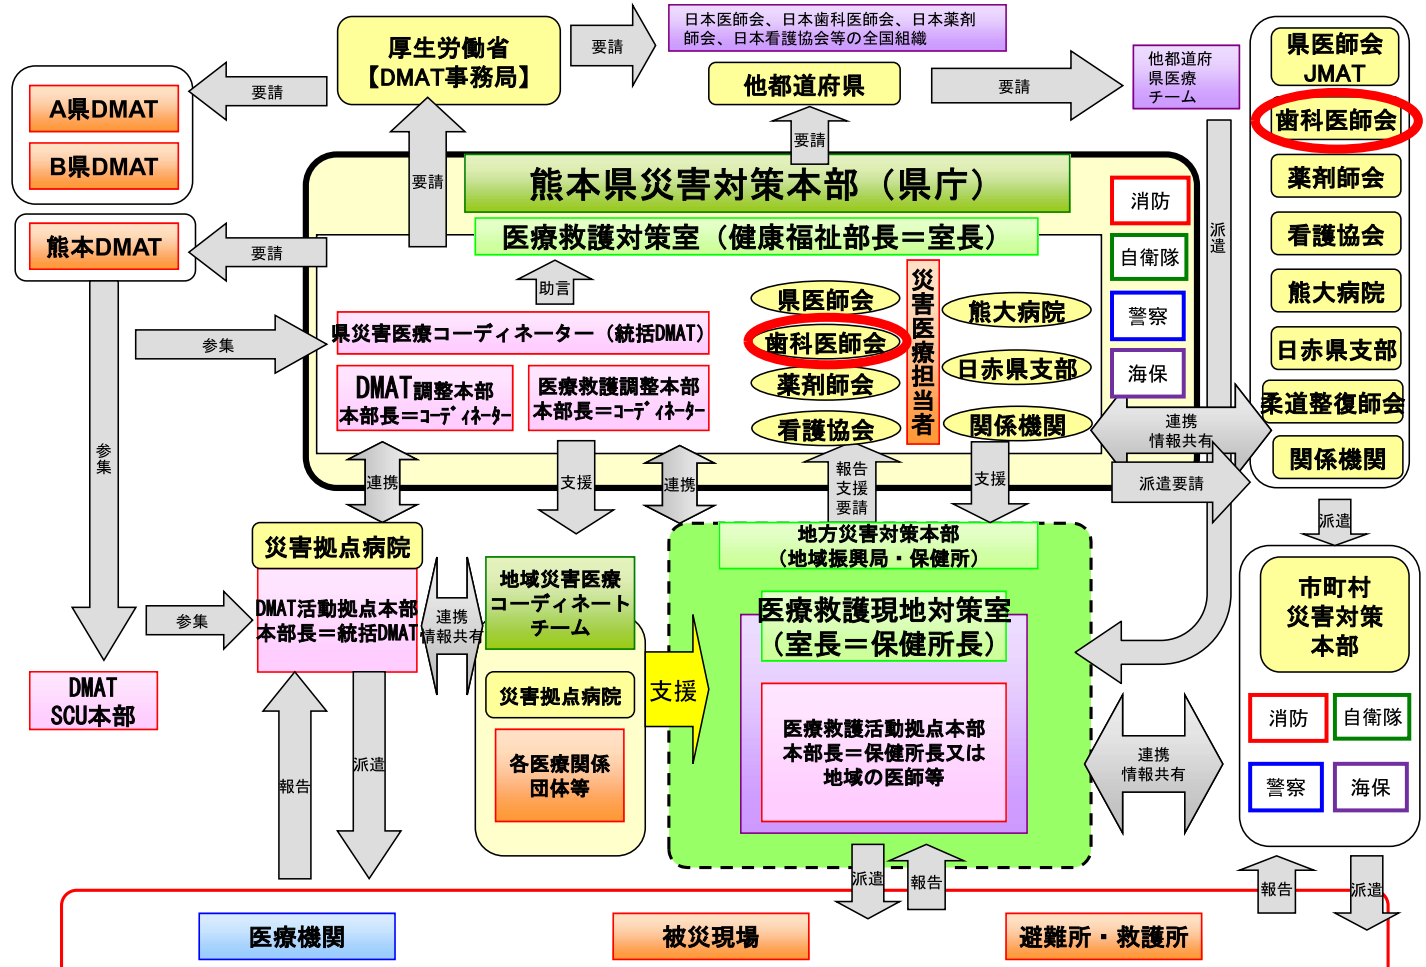 厚生労働省
【DMAT事務局】
要請
日本医師会、日本歯科医師会、日本薬剤
師会、日本看護協会等の全国組織
他都道府県
要請
他都道府
県医療
チーム
県医師会
JMAT
歯科医師会
薬剤師会
看護協会
熊大病院
日赤県支部
柔道整復師会
関係機関
A県DMAT
B県DMAT
要請
熊本DMAT
要請
要請
要請
派遣
熊本県災害対策本部（県庁）
医療救護対策室（健康福祉部長＝室長）
助言
県災害医療コーディネーター（統括DMAT）
DMAT調整本部
本部長＝ｺｰﾃﾞｨﾈｰﾀｰ
医療救護調整本部
本部長＝ｺｰﾃﾞｨﾈｰﾀｰ
県医師会
歯科医師会
薬剤師会
看護協会
災害医療担当者
熊大病院
日赤県支部
関係機関
消防
自衛隊
警察
海保
参集
参集
連携
情報共有
派遣要請
連携
支援
連携
報告
支援
要請
支援
派遣
災害拠点病院
DMAT活動拠点本部
本部長＝統括DMAT
参集
連携
情報共有
地域災害医療
コーディネート
チーム
災害拠点病院
各医療関係
団体等
支援
地方災害対策本部
（地域振興局・保健所）
医療救護現地対策室
（室長＝保健所長）
医療救護活動拠点本部
本部長＝保健所長又は
地域の医師等
市町村
災害対策
本部
消防
自衛隊
警察
海保
連携
情報共有
DMAT
SCU本部
報告
派遣
派遣
報告
報告
派遣
医療機関
被災現場
避難所・救護所